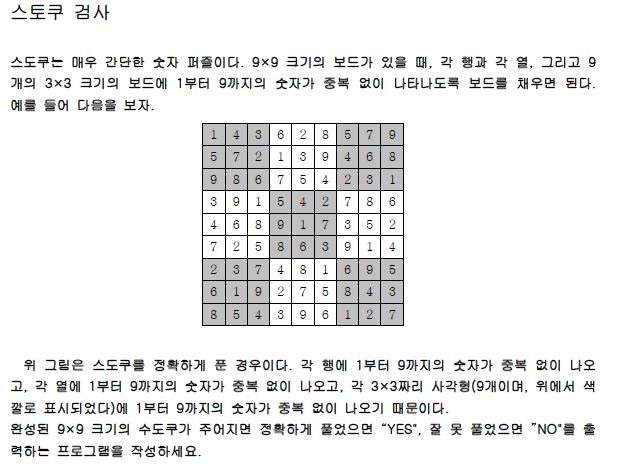 스토쿠 검사
스도쿠는 매우 간단한 숫자 퍼즐이다. 9×9 크기의 보드가 있을 때, 각 행과 각 열, 그리고 9
개의 3×3 크기의 보드에 1부터 9까지의 숫자가 중복 없이 나타나도록 보드를 채우면 된다.
예를 들어 다음을 보자.
1 4 3 6 2 8 5 7 9
5 7 2 1 3 9 4 6 8
9 8 6 7 5 4 2 3 1
3 9 1 5 4 2 7 8 6
4 6 8 9 1 7 3 5 2
7 2 5 8 6 3 9 1 4
2 3 7 4 8 1 6 9 5
6 1 9 2 7 5 8 4 3
8 5 4 3 9 6 1 2 7
위 그림은 스도쿠를 정확하게 푼 경우이다. 각 행에 1부터 9까지의 숫자가 중복 없이 나오
고, 각 열에 1부터 9까지의 숫자가 중복 없이 나오고, 각 3×3짜리 사각형(9개이며, 위에서 색
깔로 표시되었다)에 1부터 9까지의 숫자가 중복 없이 나오기 때문이다.
완성된 9×9 크기의 수도쿠가 주어지면 정확하게 풀었으면 “YES", 잘 못 풀었으면 ”NO"를 출
력하는 프로그램을 작성하세요.